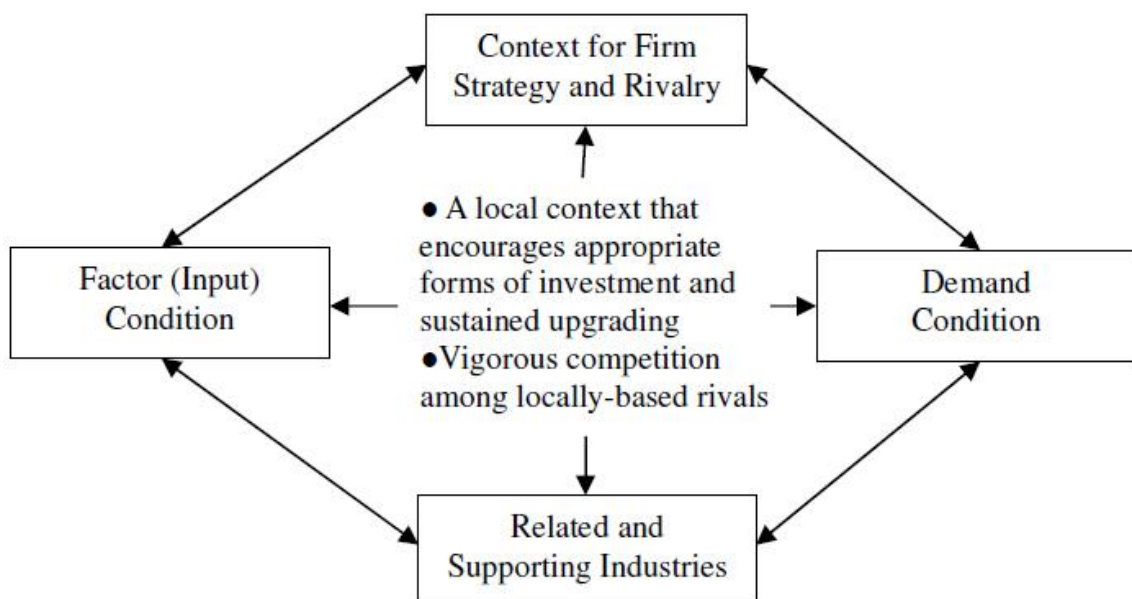 Context for Firm
Strategy and Rivalry
● A local context that
encourages appropriate
forms of investment and
sustained upgrading
●Vigorous competition
among locally-based rivals
Factor (Input)
Condition
Demand
Condition
Related and
Supporting Industries